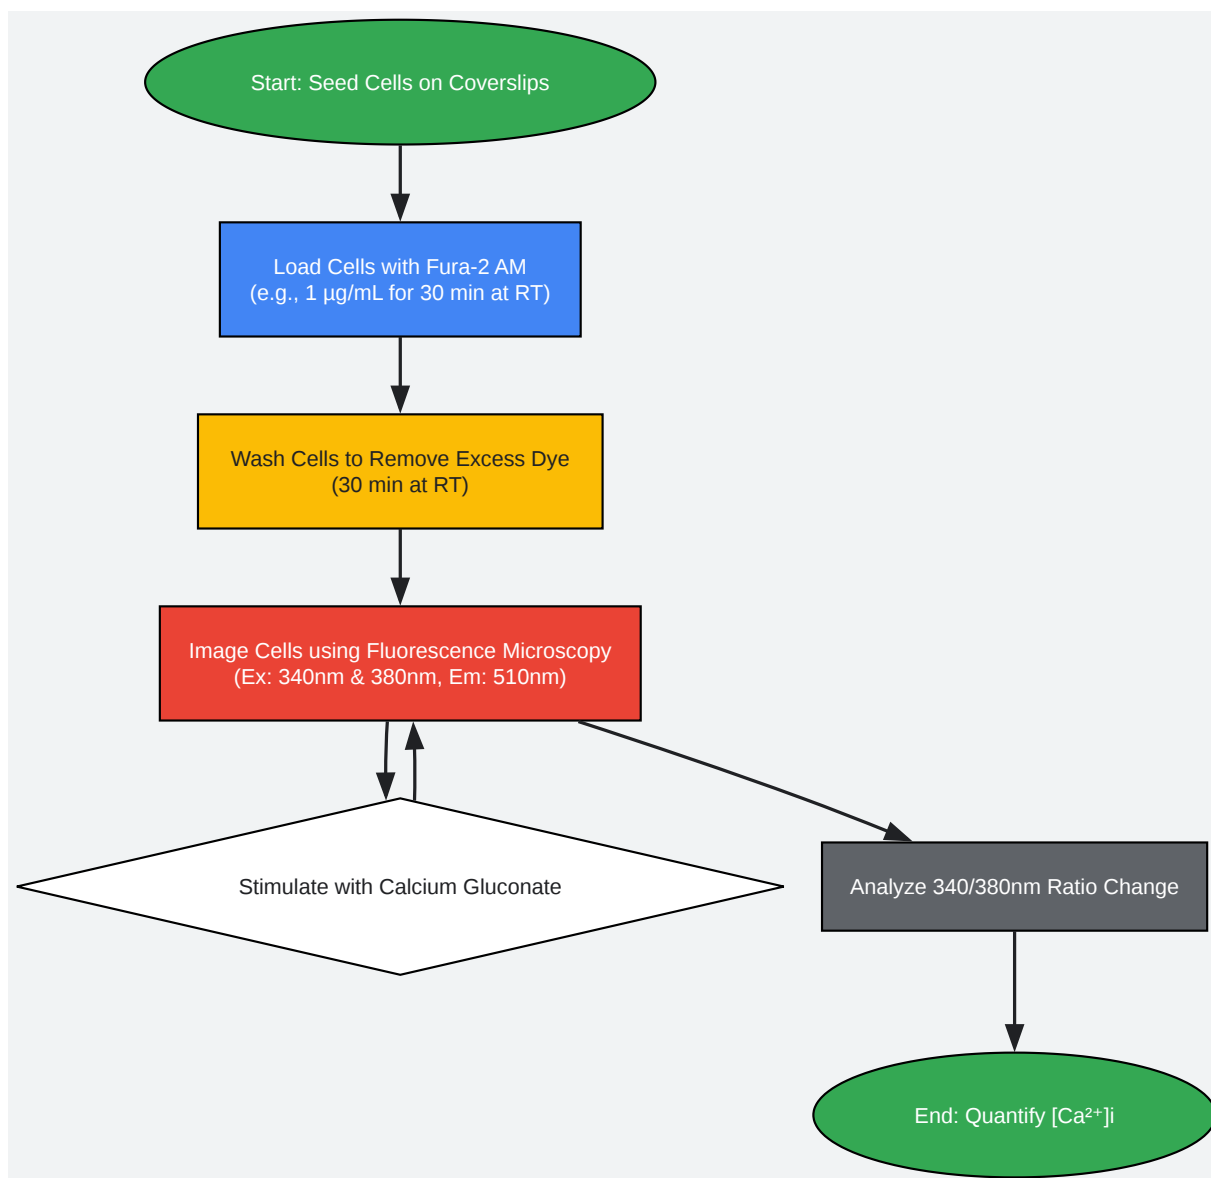 Start: Seed Cells on Coverslips
Load Cells with Fura-2 AM
(e.g., 1 µg/mL for 30 min at RT)
Wash Cells to Remove Excess Dye
(30 min at RT)
Image Cells using Fluorescence Microscopy
(Ex: 340nm & 380nm, Em: 510nm)
Stimulate with Calcium Gluconate
Analyze 340/380nm Ratio Change
End: Quantify [Ca²⁺]i